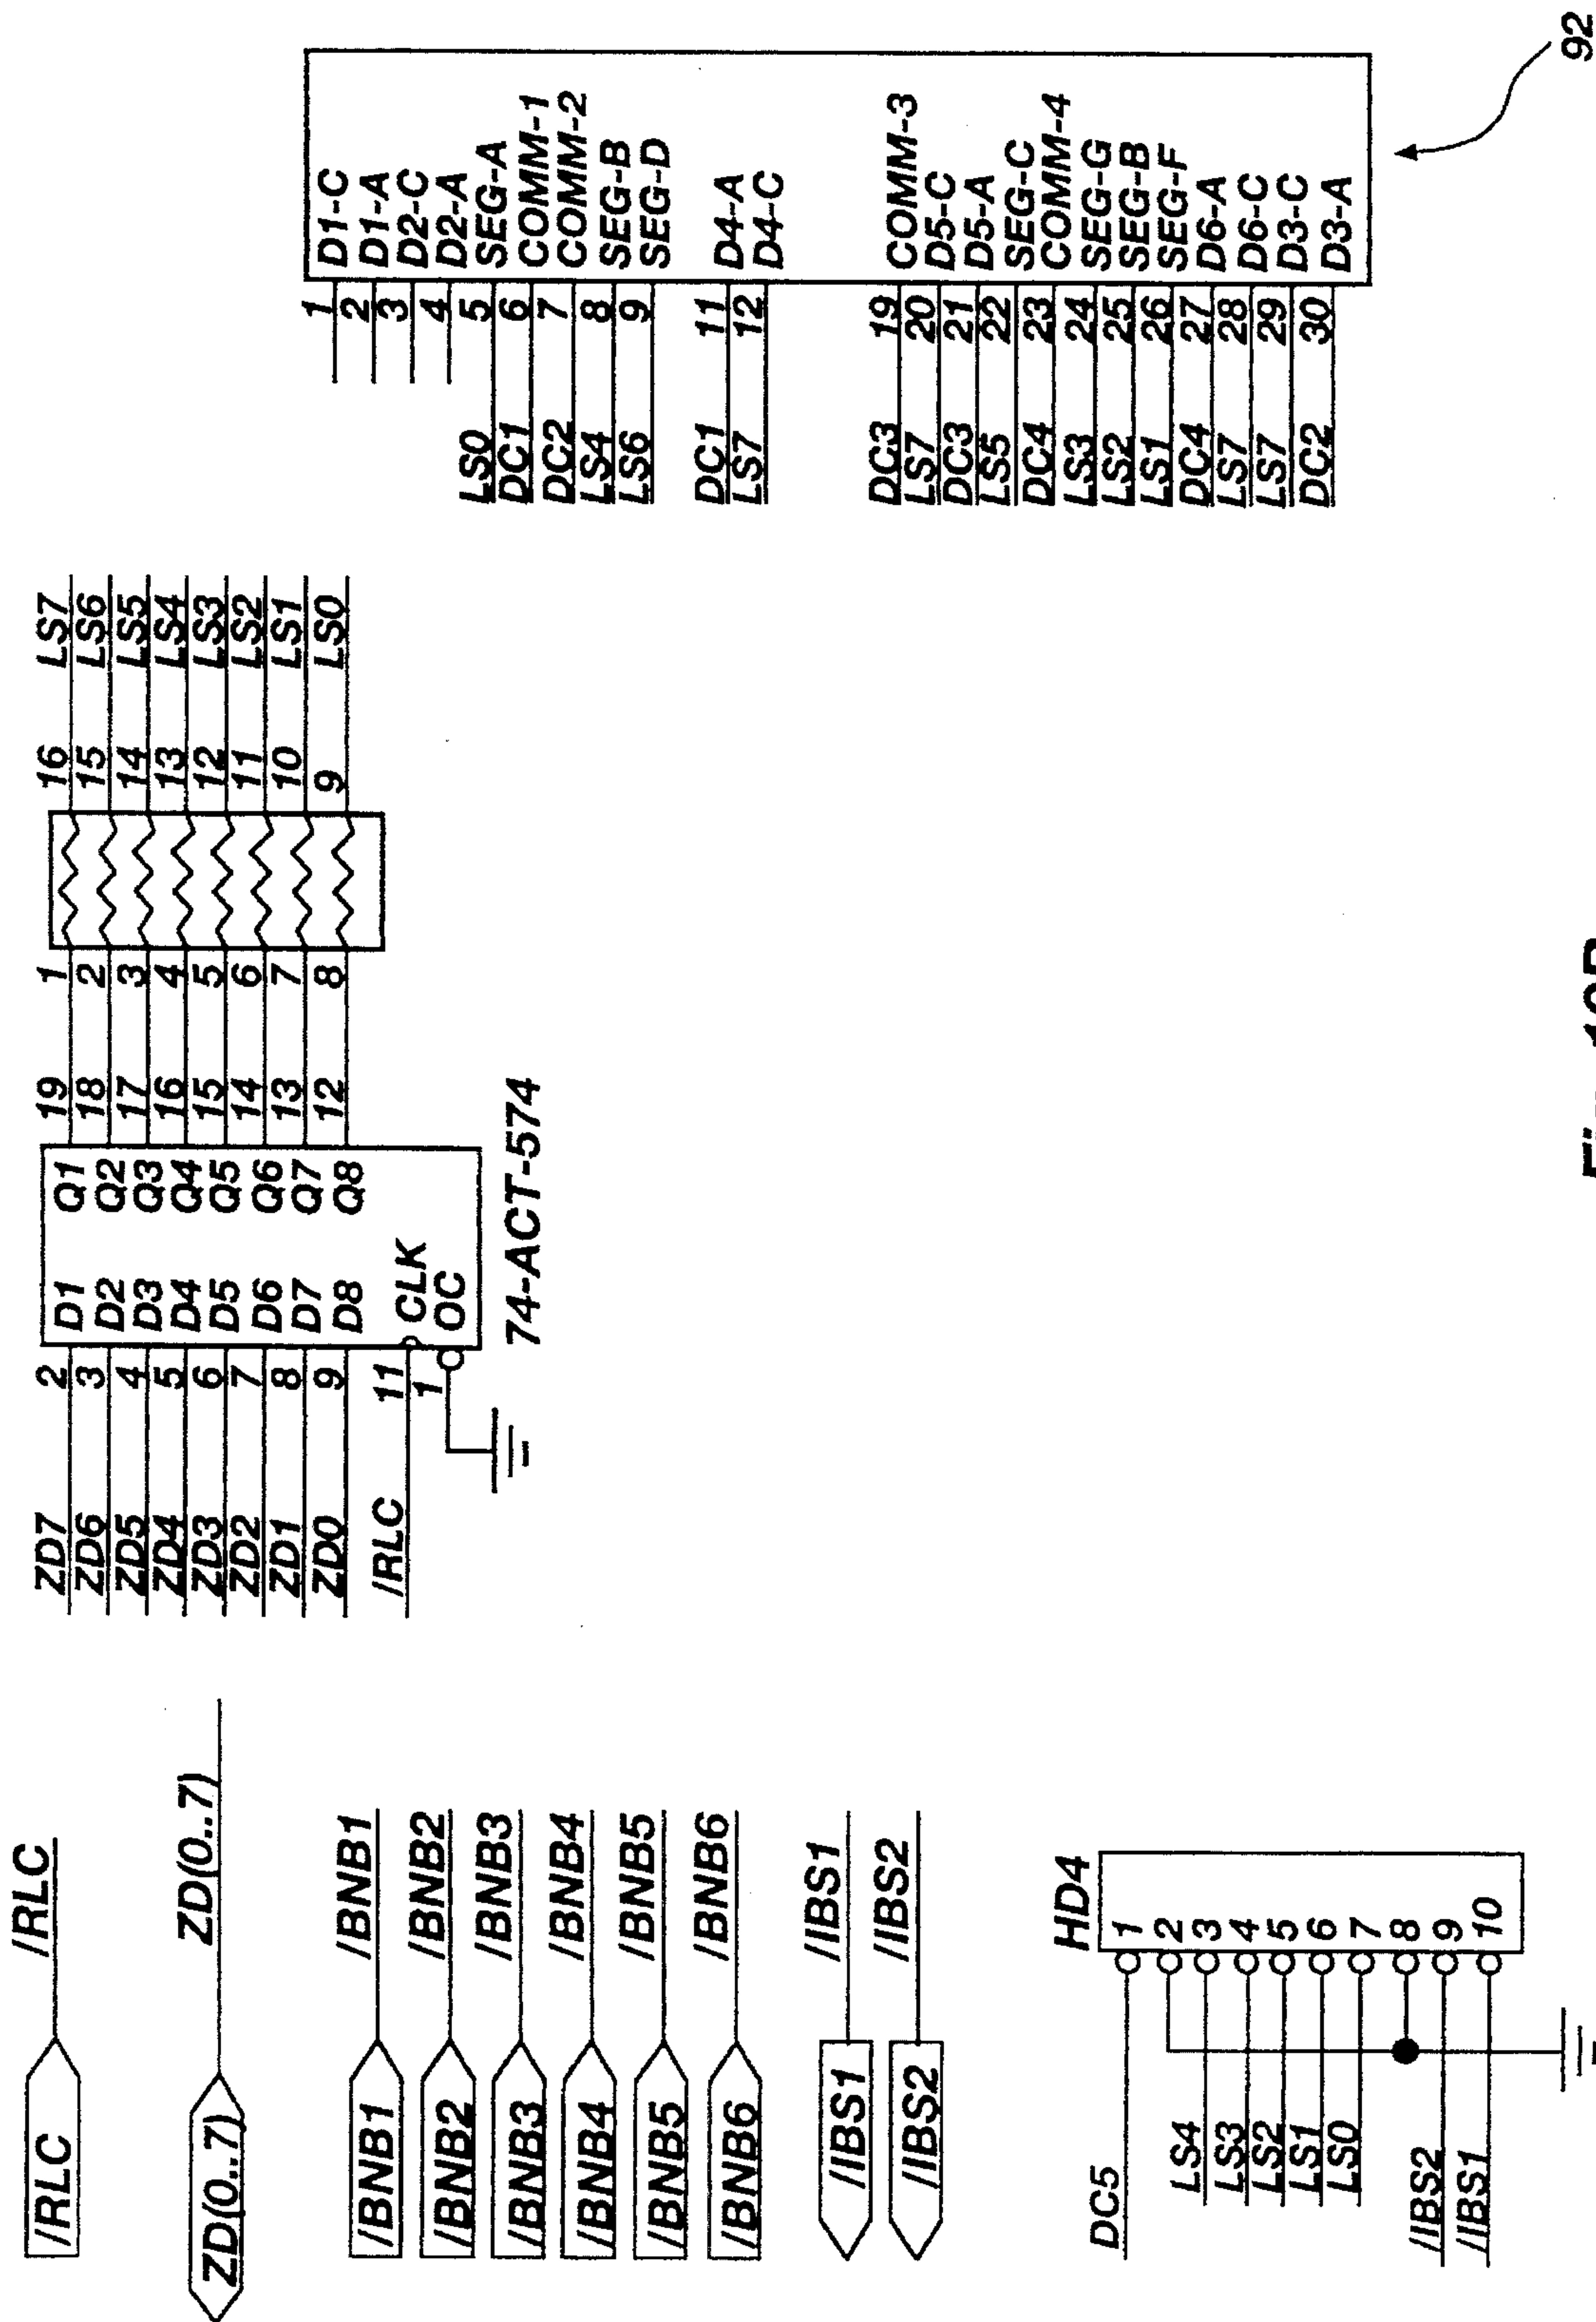 /RLC /RLC
ZD(0..7) ZD(0..7)
/BNB1 /BNB1
/BNB2 /BNB2
/BNB3 /BNB3
/BNB4 /BNB4
/BNB5 /BNB5
/BNB6 /BNB6
/IBS1 /IBS1
/IBS2 /IBS2
HD4
DC5 1
2
LS4 3
LS3 4
LS2 5
LS1 6
LS0 7
8
/IBS2 9
/IBS1 10
ZD7 2 D1 Q1 19 1 16 LS7
ZD6 3 D2 Q2 18 2 15 LS6
ZD5 4 D3 Q3 17 3 14 LS5
ZD4 5 D4 Q4 16 4 13 LS4
ZD3 6 D5 Q5 15 5 12 LS3
ZD2 7 D6 Q6 14 6 11 LS2
ZD1 8 D7 Q7 13 7 10 LS1
ZD0 9 D8 Q8 12 8 9 LS0
/RLC 11 CLK
1 OC
74-ACT-574
1 D1-C
2 D1-A
3 D2-C
4 D2-A
LS0 5 SEG-A
DC1 6 COMM-1
DC2 7 COMM-2
LS4 8 SEG-B
LS6 9 SEG-D
DC1 11 D4-A
LS7 12 D4-C
DC3 19 COMM-3
LS7 20 D5-C
DC3 21 D5-A
LS5 22 SEG-C
DC4 23 COMM-4
LS3 24 SEG-G
LS2 25 SEG-B
LS1 26 SEG-F
DC4 27 D6-A
LS7 28 D6-C
LS7 29 D3-C
DC2 30 D3-A
92